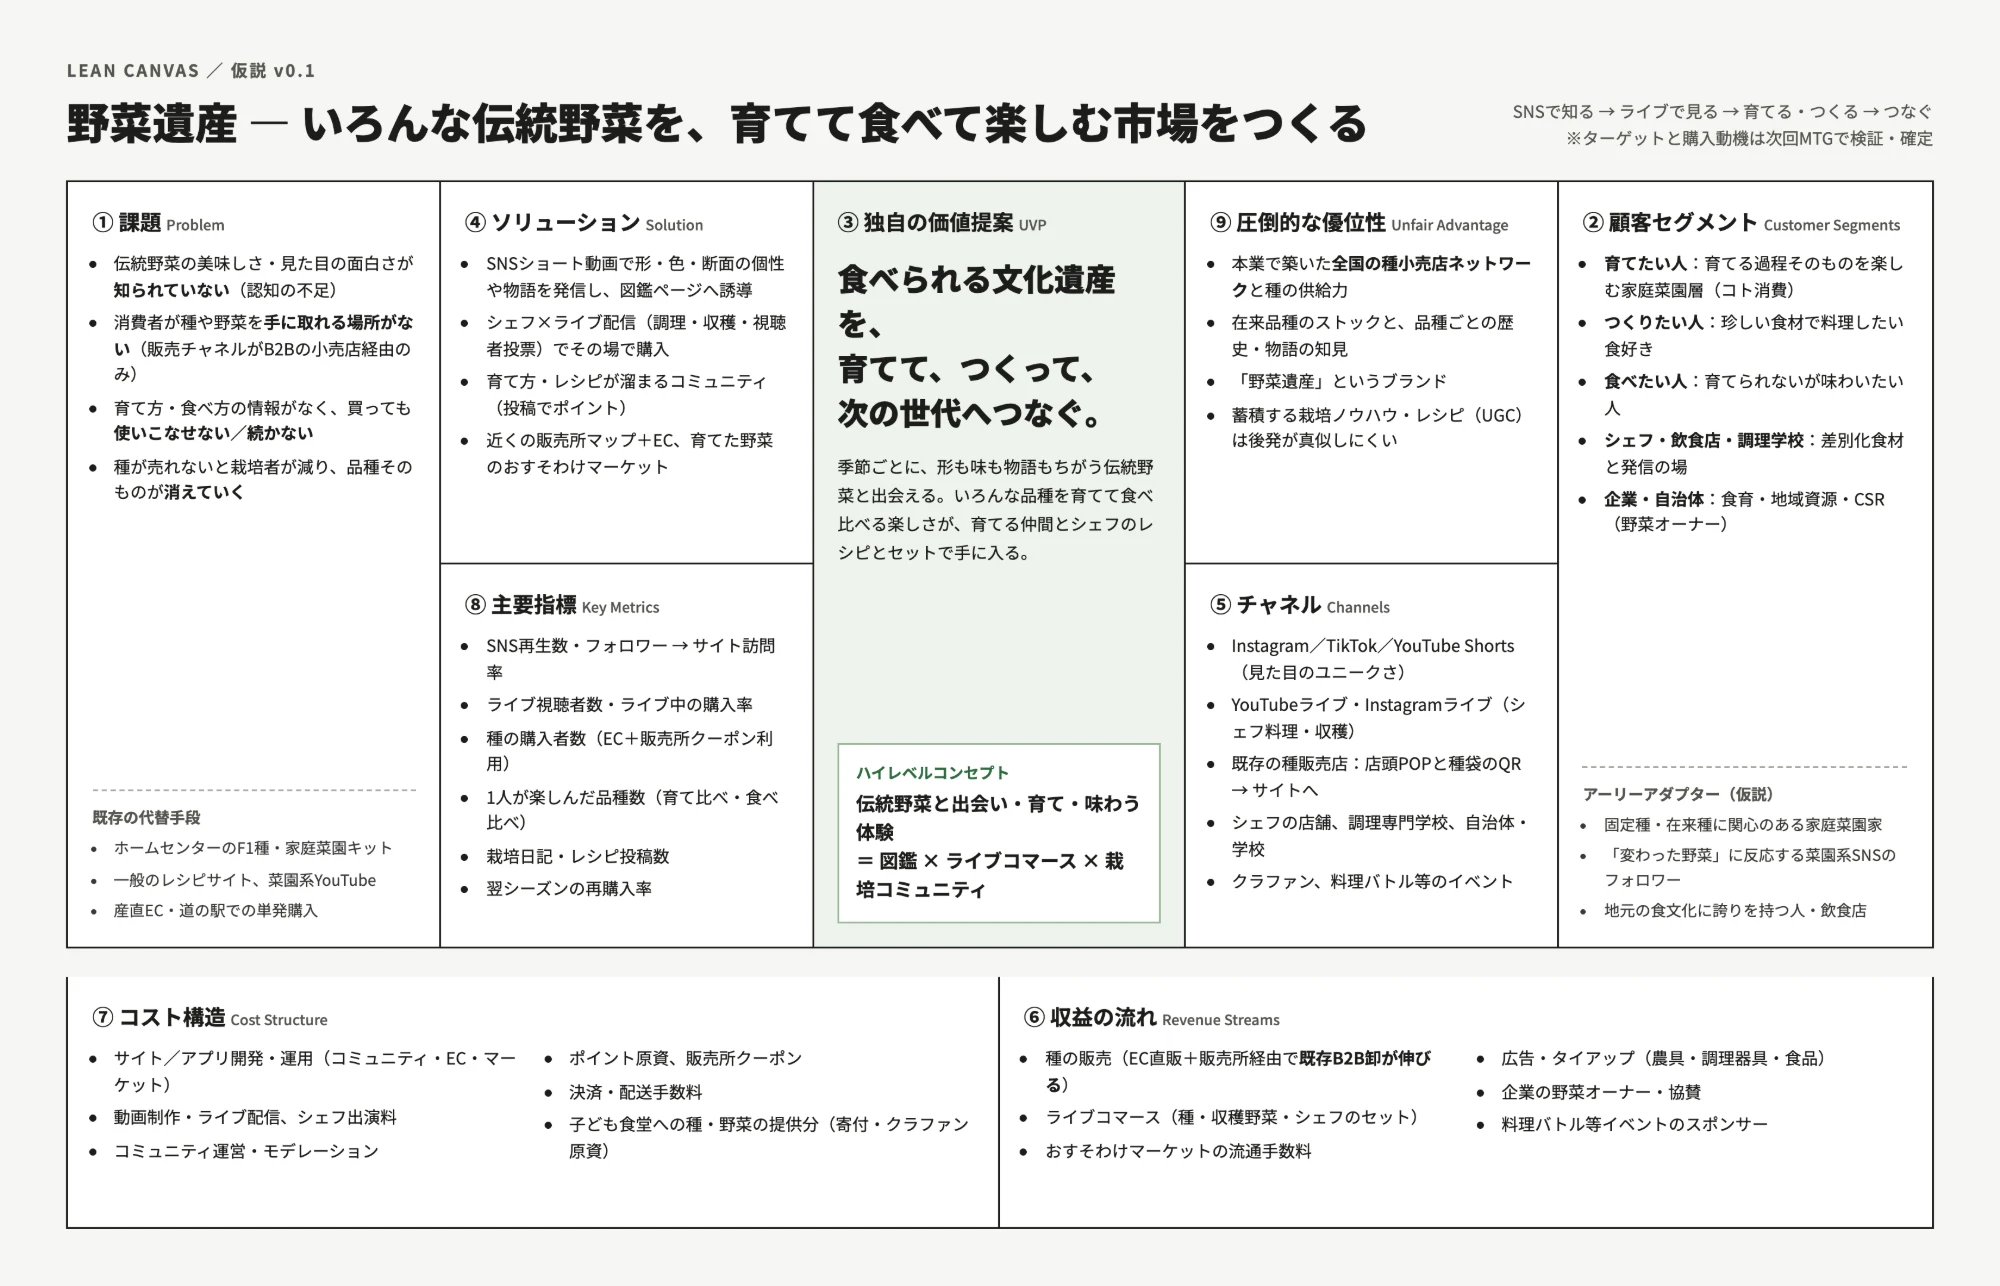 LEAN CANVAS ／ 仮説 v0.1
野菜遺産 — いろんな伝統野菜を、育てて食べて楽しむ市場をつくる
SNSで知る → ライブで見る → 育てる・つくる → つなぐ
※ターゲットと購入動機は次回MTGで検証・確定
① 課題 Problem
• 伝統野菜の美味しさ・見た目の面白さが
知られていない（認知の不足）
• 消費者が種や野菜を手に取れる場所がな
い（販売チャネルがB2Bの小売店経由の
み）
• 育て方・食べ方の情報がなく、買っても
使いこなせない／続かない
• 種が売れないと栽培者が減り、品種その
ものが消えていく
既存の代替手段
• ホームセンターのF1種・家庭菜園キット
• 一般のレシピサイト、菜園系YouTube
• 産直EC・道の駅での単発購入
④ ソリューション Solution
• SNSショート動画で形・色・断面の個性
や物語を発信し、図鑑ページへ誘導
• シェフ×ライブ配信（調理・収穫・視聴
者投票）でその場で購入
• 育て方・レシピが溜まるコミュニティ
（投稿でポイント）
• 近くの販売所マップ＋EC、育てた野菜
のおすそわけマーケット
⑧ 主要指標 Key Metrics
• SNS再生数・フォロワー → サイト訪問
率
• ライブ視聴者数・ライブ中の購入率
• 種の購入者数（EC＋販売所クーポン利
用）
• 1人が楽しんだ品種数（育て比べ・食べ
比べ）
• 栽培日記・レシピ投稿数
• 翌シーズンの再購入率
③ 独自の価値提案 UVP
食べられる文化遺産
を、
育てて、つくって、
次の世代へつなぐ。
季節ごとに、形も味も物語もちがう伝統野
菜と出会える。いろんな品種を育てて食べ
比べる楽しさが、育てる仲間とシェフのレ
シピとセットで手に入る。
ハイレベルコンセプト
伝統野菜と出会い・育て・味わう
体験
＝ 図鑑 × ライブコマース × 栽
培コミュニティ
⑨ 圧倒的な優位性 Unfair Advantage
• 本業で築いた全国の種小売店ネットワー
クと種の供給力
• 在来品種のストックと、品種ごとの歴
史・物語の知見
• 「野菜遺産」というブランド
• 蓄積する栽培ノウハウ・レシピ（UGC）
は後発が真似しにくい
⑤ チャネル Channels
• Instagram／TikTok／YouTube Shorts
（見た目のユニークさ）
• YouTubeライブ・Instagramライブ（シ
ェフ料理・収穫）
• 既存の種販売店：店頭POPと種袋のQR
→ サイトへ
• シェフの店舗、調理専門学校、自治体・
学校
• クラファン、料理バトル等のイベント
② 顧客セグメント Customer Segments
• 育てたい人：育てる過程そのものを楽し
む家庭菜園層（コト消費）
• つくりたい人：珍しい食材で料理したい
食好き
• 食べたい人：育てられないが味わいたい
人
• シェフ・飲食店・調理学校：差別化食材
と発信の場
• 企業・自治体：食育・地域資源・CSR
（野菜オーナー）
アーリーアダプター（仮説）
• 固定種・在来種に関心のある家庭菜園家
• 「変わった野菜」に反応する菜園系SNSの
フォロワー
• 地元の食文化に誇りを持つ人・飲食店
⑦ コスト構造 Cost Structure
• サイト／アプリ開発・運用（コミュニティ・EC・マー
ケット）
• 動画制作・ライブ配信、シェフ出演料
• コミュニティ運営・モデレーション
• ポイント原資、販売所クーポン
• 決済・配送手数料
• 子ども食堂への種・野菜の提供分（寄付・クラファン
原資）
⑥ 収益の流れ Revenue Streams
• 種の販売（EC直販＋販売所経由で既存B2B卸が伸び
る）
• ライブコマース（種・収穫野菜・シェフのセット）
• おすそわけマーケットの流通手数料
• 広告・タイアップ（農具・調理器具・食品）
• 企業の野菜オーナー・協賛
• 料理バトル等イベントのスポンサー